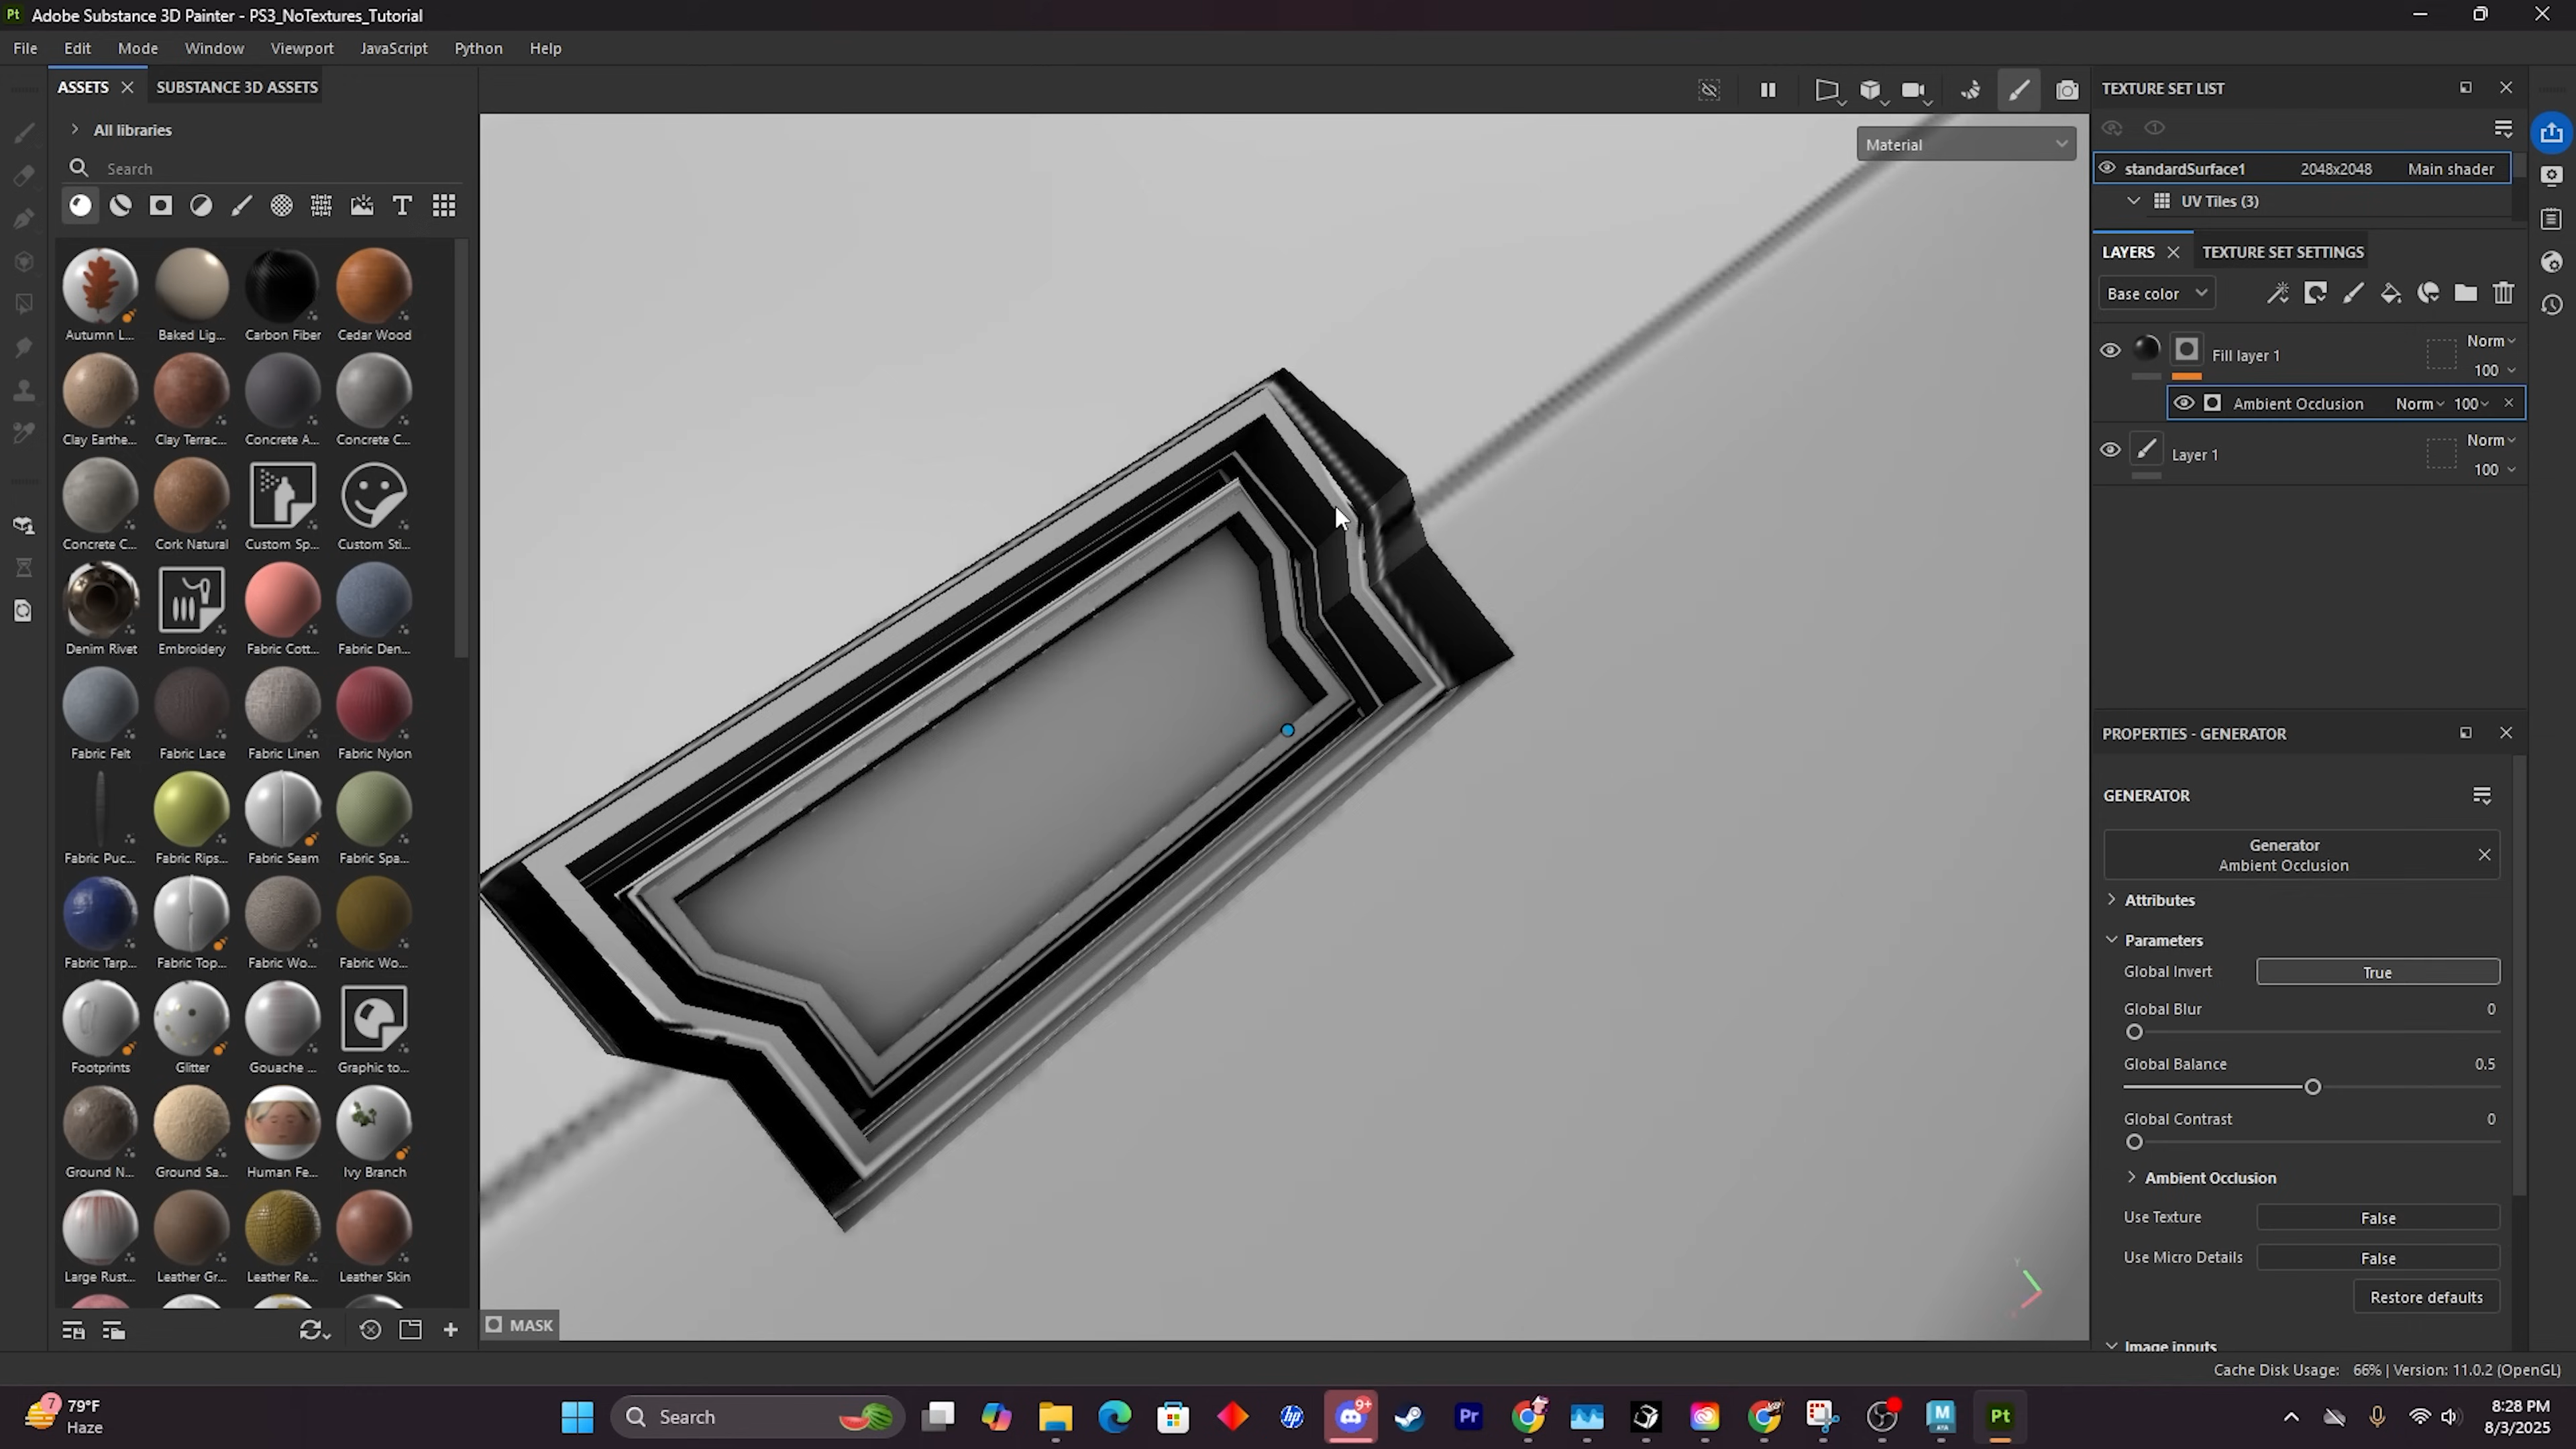 Pt Adobe Substance 3D Painter - PS3_NoTextures_Tutorial
File Edit Mode Window Viewport JavaScript Python Help
ASSETS SUBSTANCE 3D ASSETS
All libraries
Search
Autumn L... Baked Lig... Carbon Fiber Cedar Wood
Clay Earthe... Clay Terrac... Concrete A... Concrete C...
Concrete C... Cork Natural Custom Sp... Custom Sti...
Denim Rivet Embroidery Fabric Cott... Fabric Den...
Fabric Felt Fabric Lace Fabric Linen Fabric Nylon
Fabric Puc... Fabric Rips... Fabric Seam Fabric Spa...
Fabric Tarp... Fabric Top... Fabric Wo... Fabric Wo...
Footprints Glitter Gouache ... Graphic to...
Ground N... Ground Sa... Human Fe... Ivy Branch
Large Rust... Leather Gr... Leather Re... Leather Skin
Material
MASK
TEXTURE SET LIST
standardSurface1 2048x2048 Main shader
UV Tiles (3)
LAYERS TEXTURE SET SETTINGS
Base color
Fill layer 1 Norm 100
Ambient Occlusion Norm 100
Layer 1 Norm 100
PROPERTIES - GENERATOR
GENERATOR
Generator
Ambient Occlusion
Attributes
Parameters
Global Invert True
Global Blur 0
Global Balance 0.5
Global Contrast 0
Ambient Occlusion
Use Texture False
Use Micro Details False
Restore defaults
Image inputs
Cache Disk Usage: 66% | Version: 11.0.2 (OpenGL)
7 79°F
Haze
Search
hp 9+ Pr M Pt
8:28 PM
8/3/2025